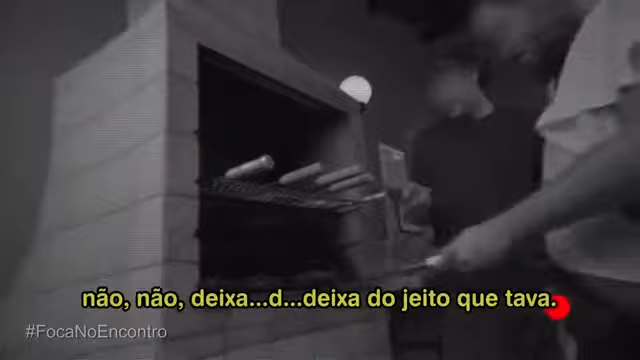 não, não, deixa...d...deixa do jeito que tava.
#FocaNoEncontro